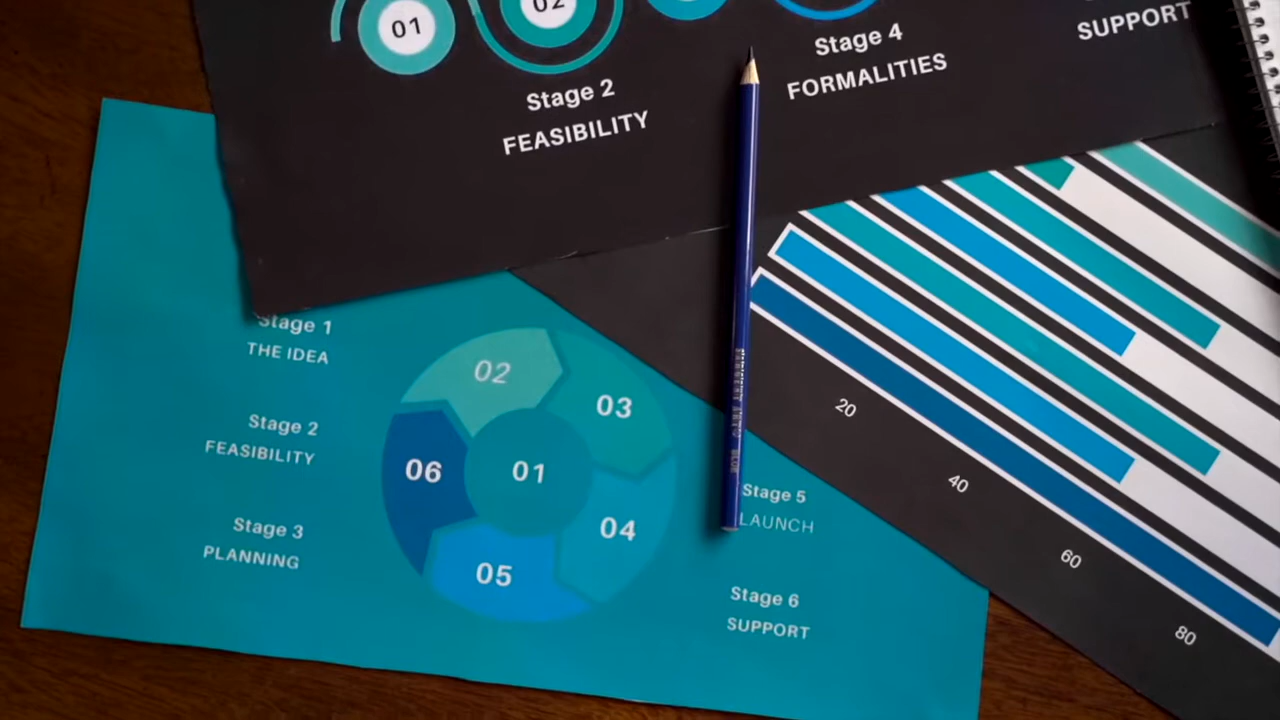 01
02
Stage 2
FEASIBILITY
Stage 4
FORMALITIES
SUPPORT
Stage 1
THE IDEA
Stage 2
FEASIBILITY
Stage 3
PLANNING
02
03
06
01
04
05
Stage 5
LAUNCH
Stage 6
SUPPORT
20
40
60
80